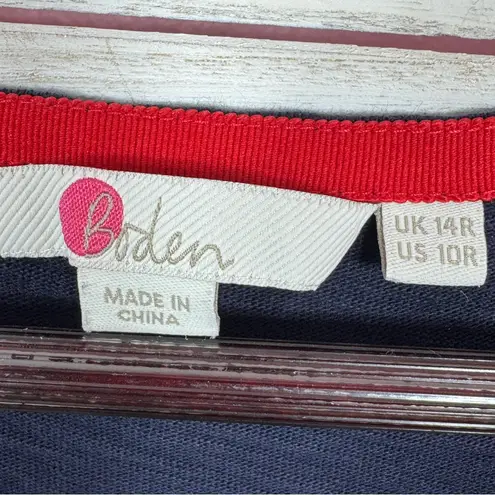 Boden
MADE IN
CHINA
UK 14R
US 10R